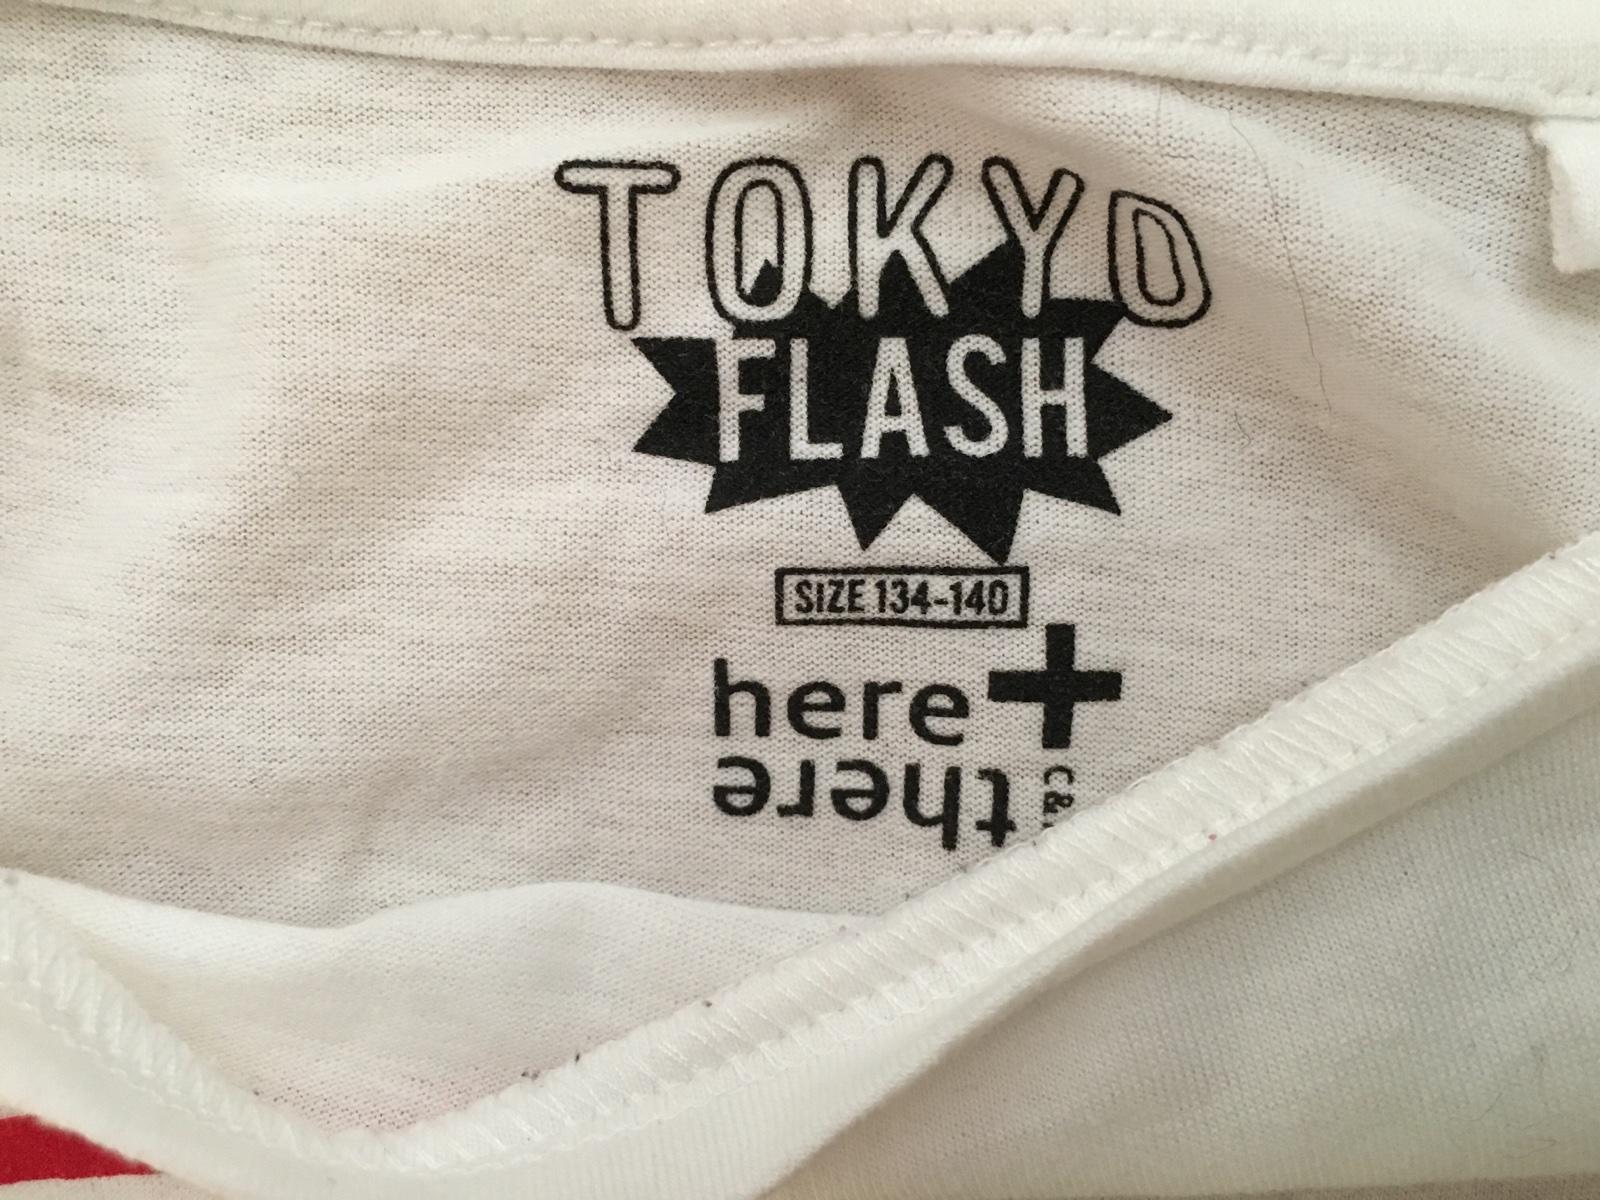 TOKYO
FLASH
SIZE 134-140
here +
there
C&